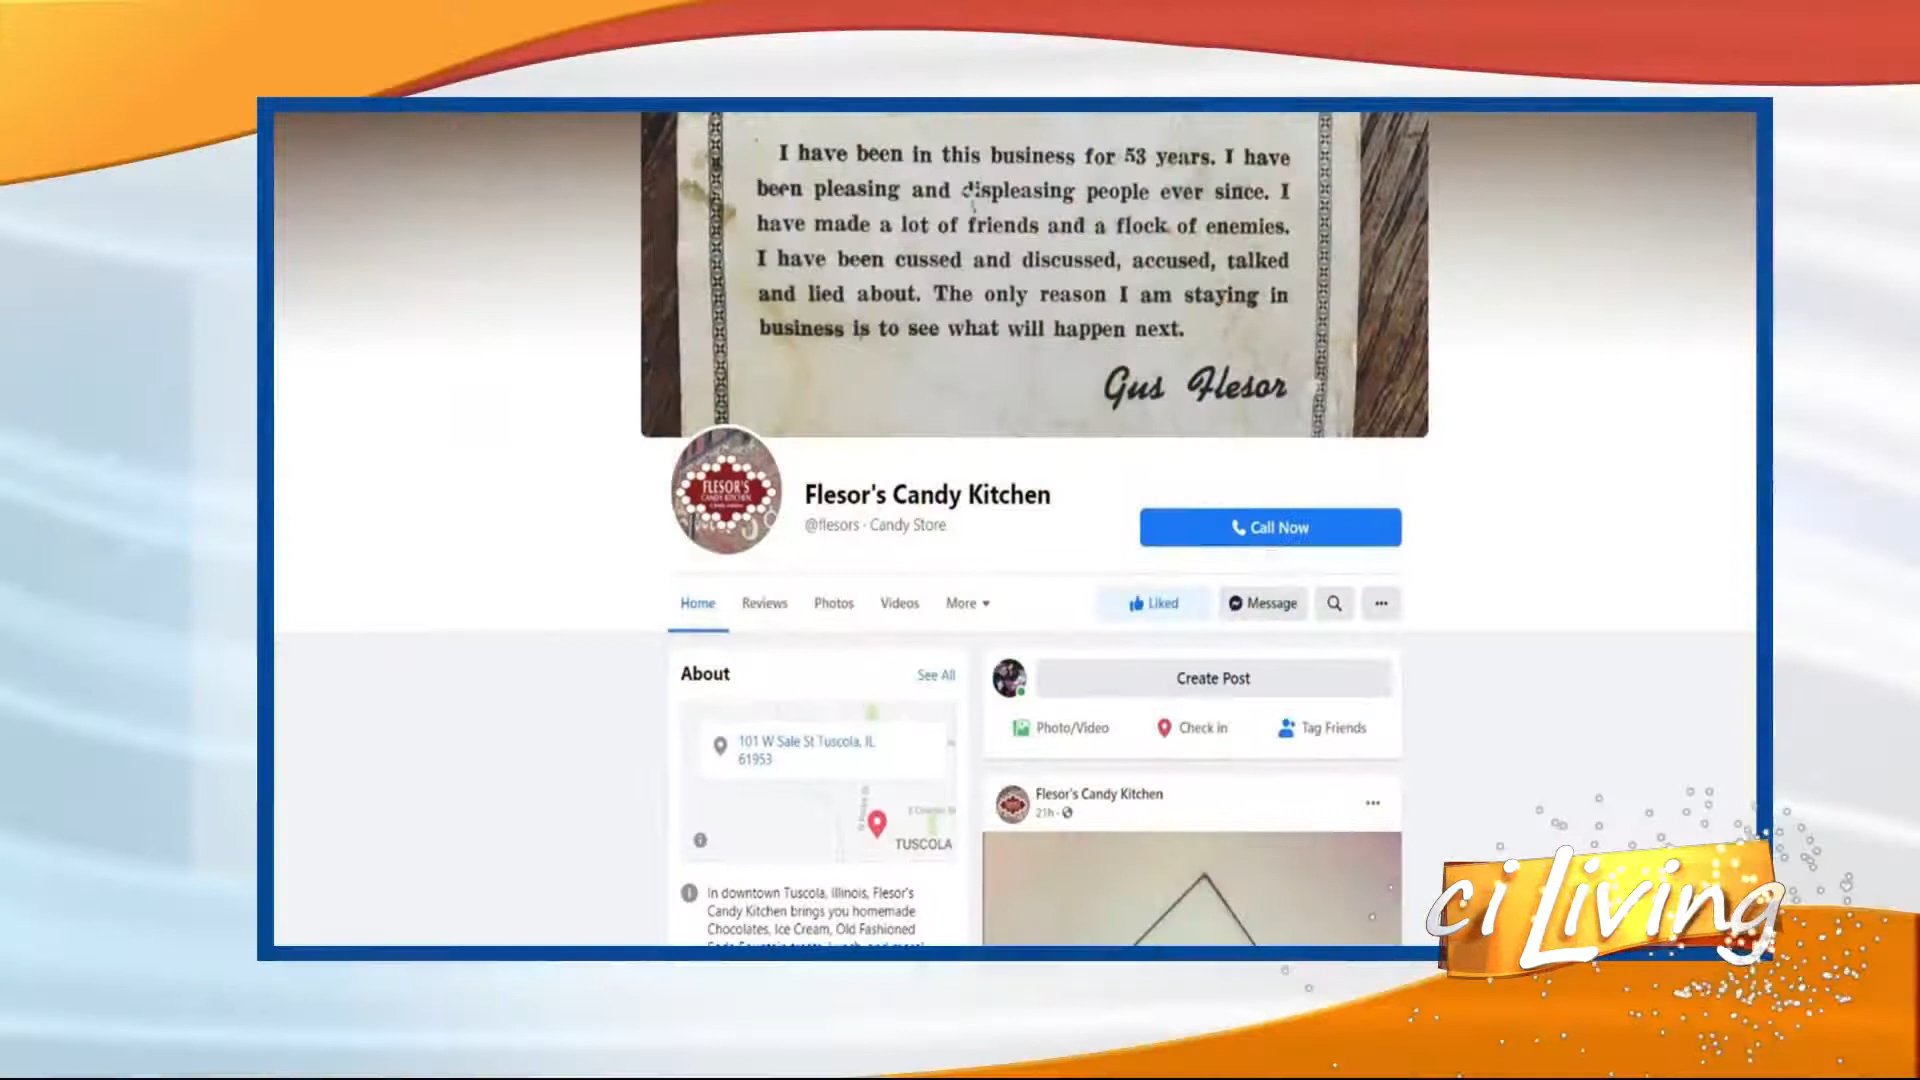 I have been in this business for 53 years. I have
been pleasing and displeasing people ever since. I
have made a lot of friends and a flock of enemies.
I have been cussed and discussed, accused, talked
and lied about. The only reason I am staying in
business is to see what will happen next.
Gus Flesor
FLESOR'S
CANDY KITCHEN
Flesor's Candy Kitchen
@flesors · Candy Store
Call Now
Home Reviews Photos Videos More
Liked Message
About See All
Create Post
Photo/Video Check in Tag Friends
101 W Sale St Tuscola, IL
61953
TUSCOLA
Flesor's Candy Kitchen
21h
In downtown Tuscola, Illinois, Flesor's
Candy Kitchen brings you homemade
Chocolates, Ice Cream, Old Fashioned
ci Living